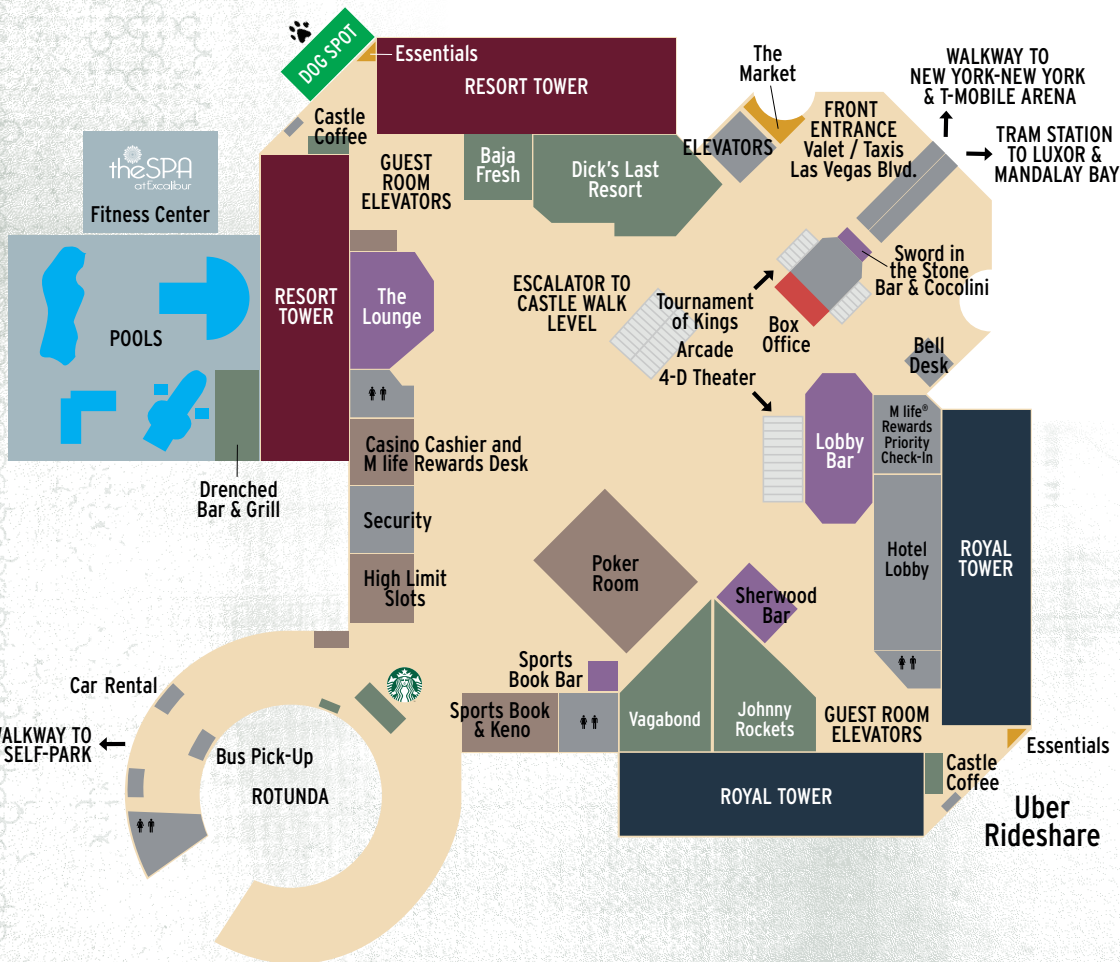 DOG SPOT
Essentials
RESORT TOWER
The
Market
WALKWAY TO
NEW YORK-NEW YORK
& T-MOBILE ARENA
FRONT
ENTRANCE
Valet / Taxis
Las Vegas Blvd.
TRAM STATION
TO LUXOR &
MANDALAY BAY
Castle
Coffee
GUEST
ROOM
ELEVATORS
Baja
Fresh
Dick's Last
Resort
ELEVATORS
theSPA
at Excalibur
Fitness Center
POOLS
RESORT
TOWER
The
Lounge
ESCALATOR TO
CASTLE WALK
LEVEL
Tournament
of Kings
Arcade
4-D Theater
Box
Office
Sword in
the Stone
Bar & Cocolini
Bell
Desk
M life®
Rewards
Priority
Check-In
Lobby
Bar
Casino Cashier and
M life Rewards Desk
Drenched
Bar & Grill
Security
High Limit
Slots
Poker
Room
Hotel
Lobby
ROYAL
TOWER
Sherwood
Bar
Sports
Book Bar
Sports Book
& Keno
Vagabond
Johnny
Rockets
GUEST ROOM
ELEVATORS
Car Rental
WALKWAY TO
SELF-PARK
Bus Pick-Up
ROTUNDA
ROYAL TOWER
Castle
Coffee
Essentials
Uber
Rideshare